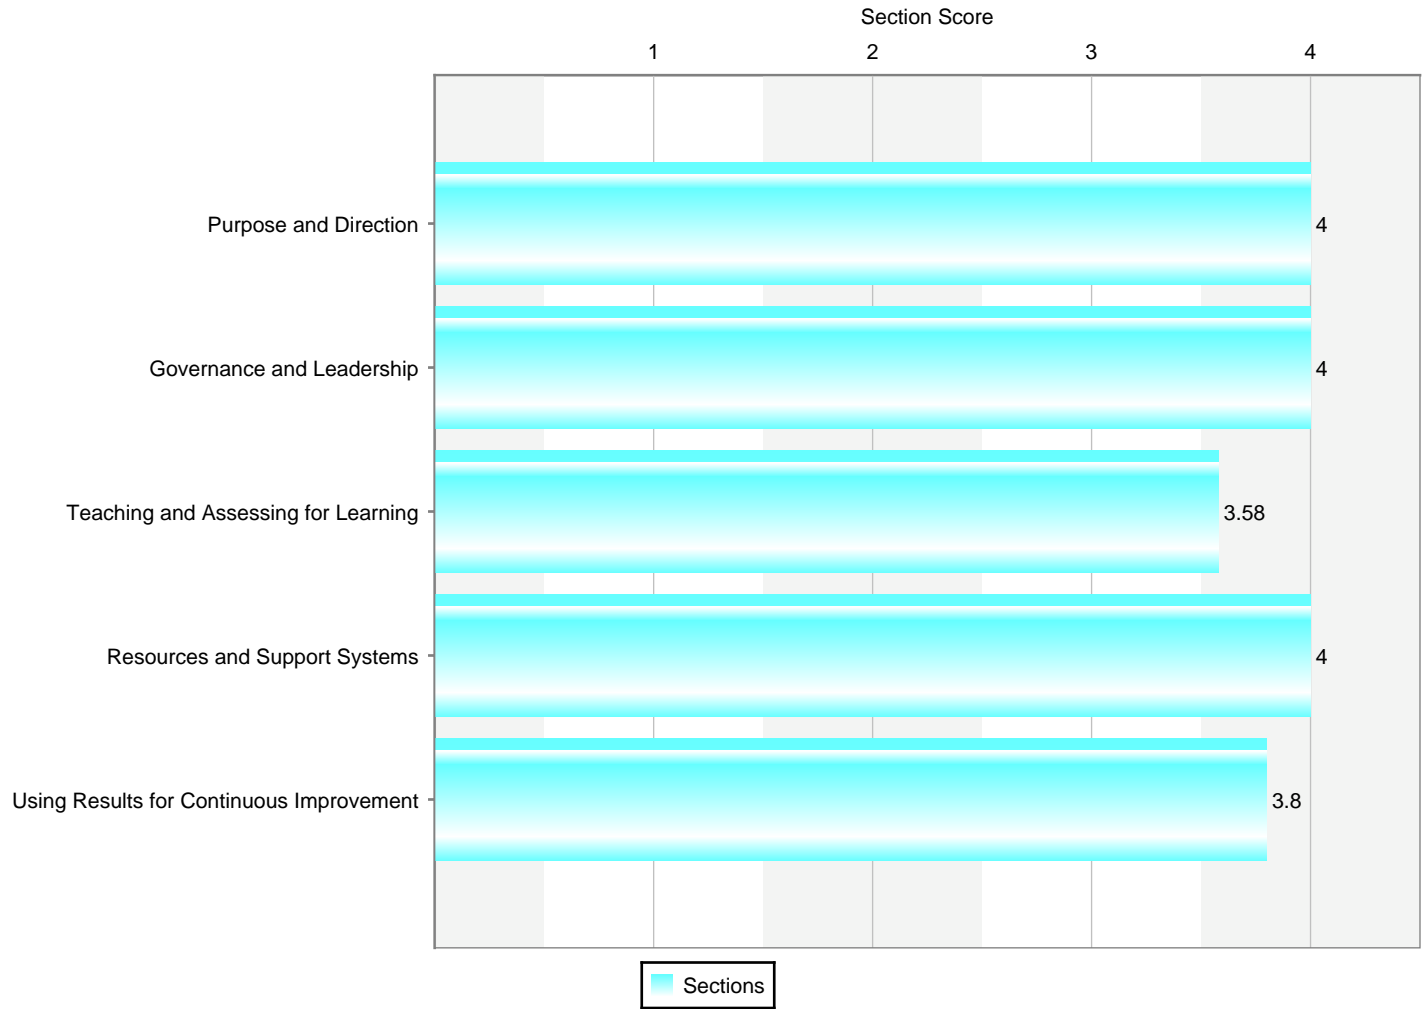 Section Score
1 2 3 4
Purpose and Direction 4
Governance and Leadership 4
Teaching and Assessing for Learning 3.58
Resources and Support Systems 4
Using Results for Continuous Improvement 3.8
Sections